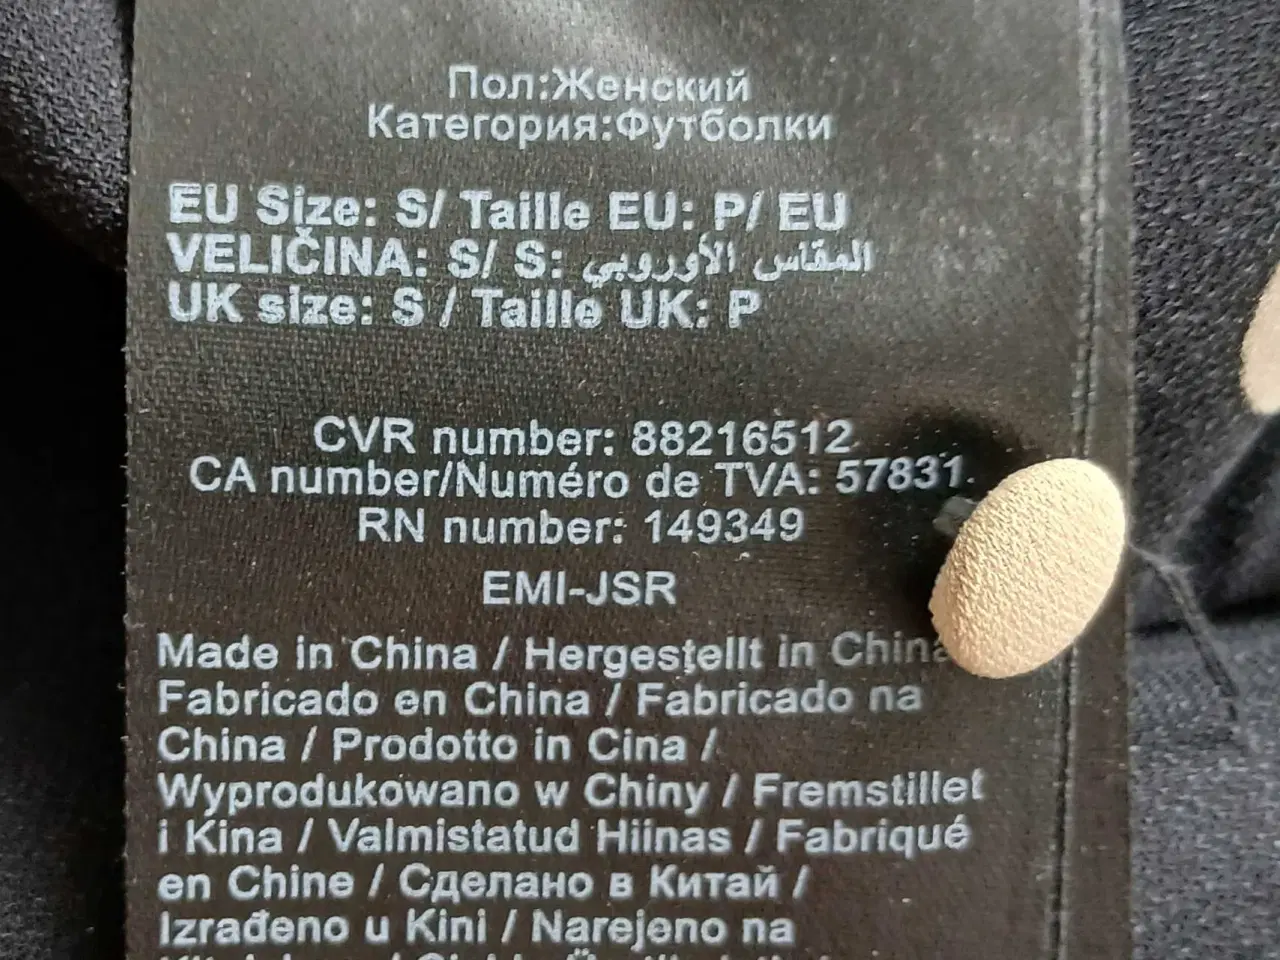 Пол:Женский
Категория:Футболки
EU Size: S/ Taille EU: P/ EU
VELIČINA: S/ S: المقاس الأوروبي
UK size: S / Taille UK: P
CVR number: 88216512
CA number/Numéro de TVA: 57831
RN number: 149349
EMI-JSR
Made in China / Hergestellt in China
Fabricado en China / Fabricado na
China / Prodotto in Cina /
Wyprodukowano w Chiny / Fremstillet
i Kina / Valmistatud Hiinas / Fabriqué
en Chine / Сделано в Китай /
Izrađeno u Kini / Narejeno na